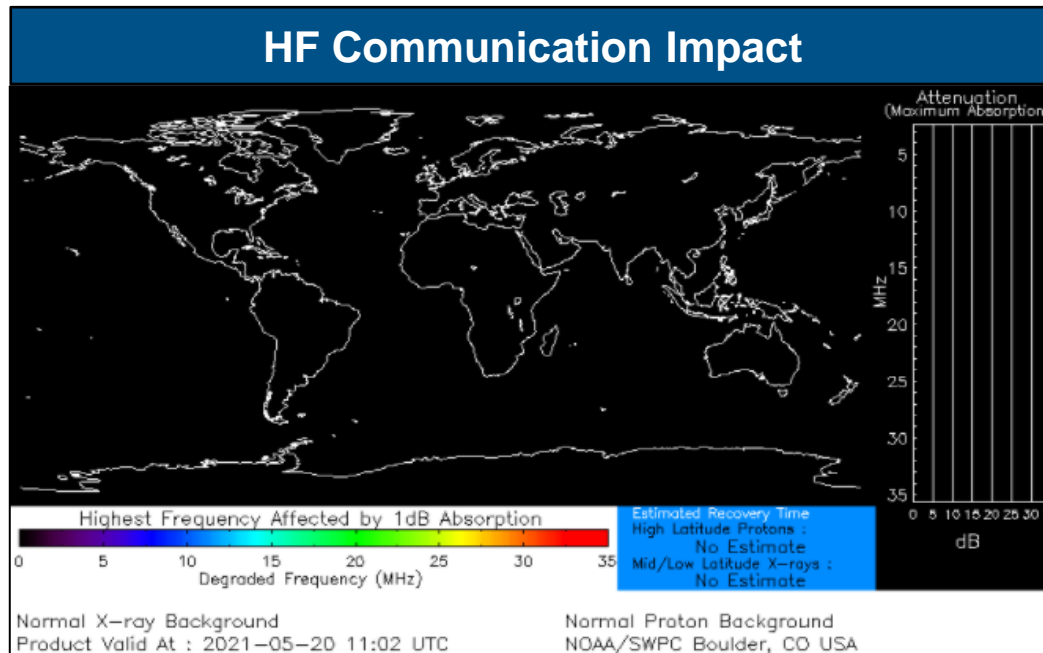 HF Communication Impact
Attenuation
(Maximum Absorption)
5
10
15
20
25
30
35
MHz
0 5 10 15 20 25 30
dB
Highest Frequency Affected by 1dB Absorption
0 5 10 15 20 25 30 35
Degraded Frequency (MHz)
Estimated Recovery Time
High Latitude Protons :
No Estimate
Mid/Low Latitude X-rays :
No Estimate
Normal X-ray Background
Normal Proton Background
Product Valid At : 2021-05-20 11:02 UTC
NOAA/SWPC Boulder, CO USA